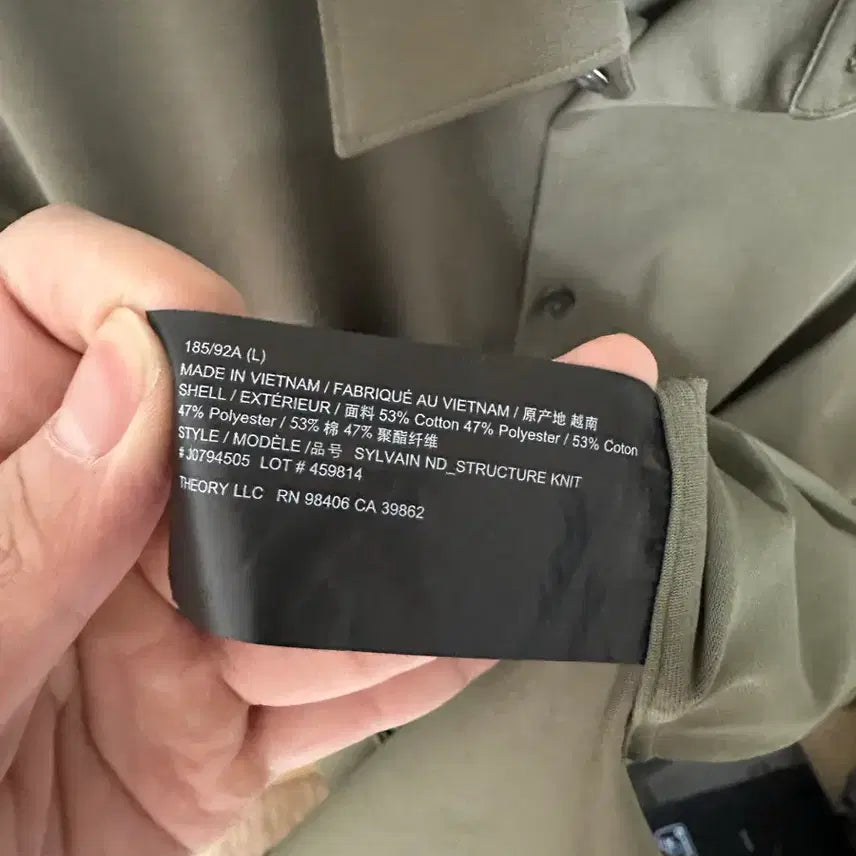 185/92A (L)
MADE IN VIETNAM / FABRIQUÉ AU VIETNAM / 原产地 越南
SHELL / EXTÉRIEUR / 面料 53% Cotton 47% Polyester / 53% Coton
47% Polyester / 53% 棉 47% 聚酯纤维
STYLE / MODÈLE /品号 SYLVAIN ND_STRUCTURE KNIT
#J0794505 LOT # 459814
THEORY LLC RN 98406 CA 39862